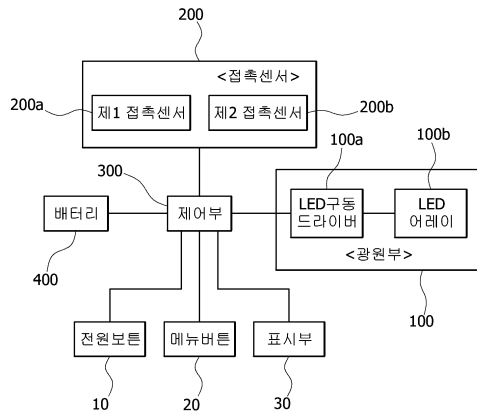 200
<접촉센서>
200a
제1 접촉센서
제2 접촉센서
200b
100a
100b
300
배터리
제어부
LED구동
드라이버
LED
어레이
<광원부>
400
100
전원보튼
메뉴버튼
표시부
10
20
30